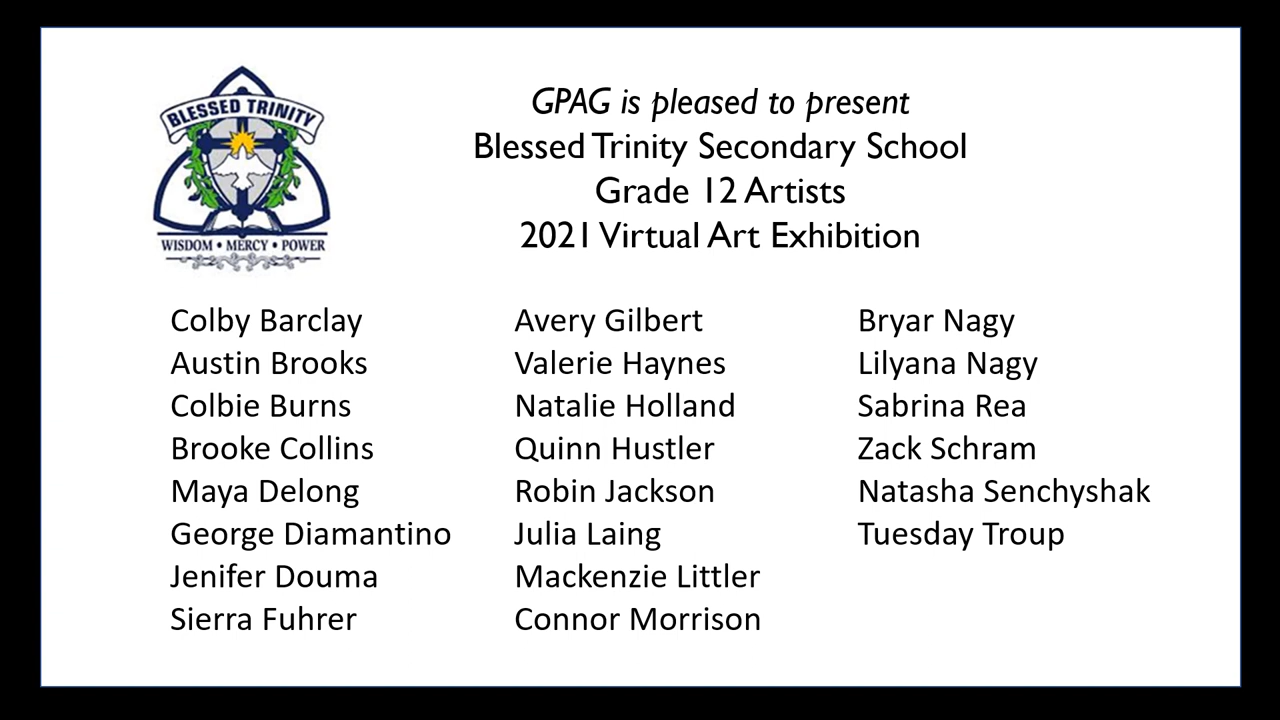 BLESSED TRINITY
WISDOM • MERCY • POWER
GPAG is pleased to present
Blessed Trinity Secondary School
Grade 12 Artists
2021 Virtual Art Exhibition
Colby Barclay
Austin Brooks
Colbie Burns
Brooke Collins
Maya Delong
George Diamantino
Jenifer Douma
Sierra Fuhrer
Avery Gilbert
Valerie Haynes
Natalie Holland
Quinn Hustler
Robin Jackson
Julia Laing
Mackenzie Littler
Connor Morrison
Bryar Nagy
Lilyana Nagy
Sabrina Rea
Zack Schram
Natasha Senchyshak
Tuesday Troup